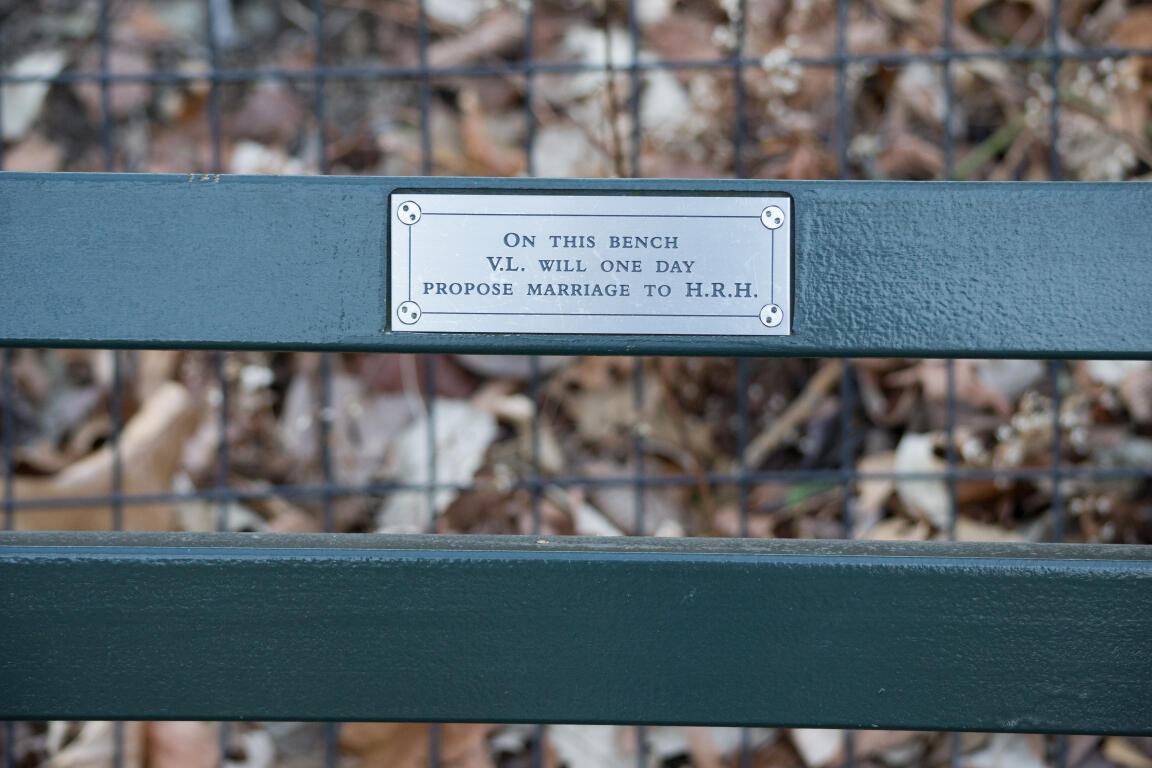 On this bench
V.L. will one day
propose marriage to H.R.H.